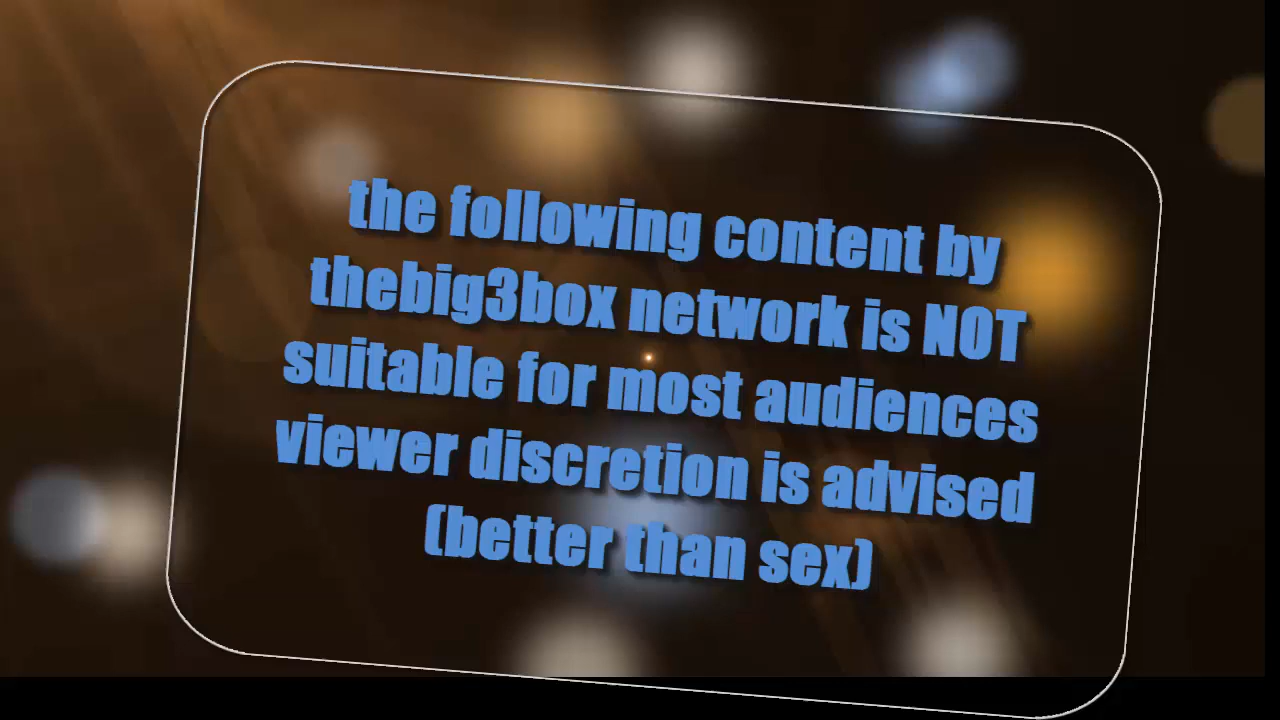 the following content by
thebig3box network is NOT
suitable for most audiences
viewer discretion is advised
(better than sex)